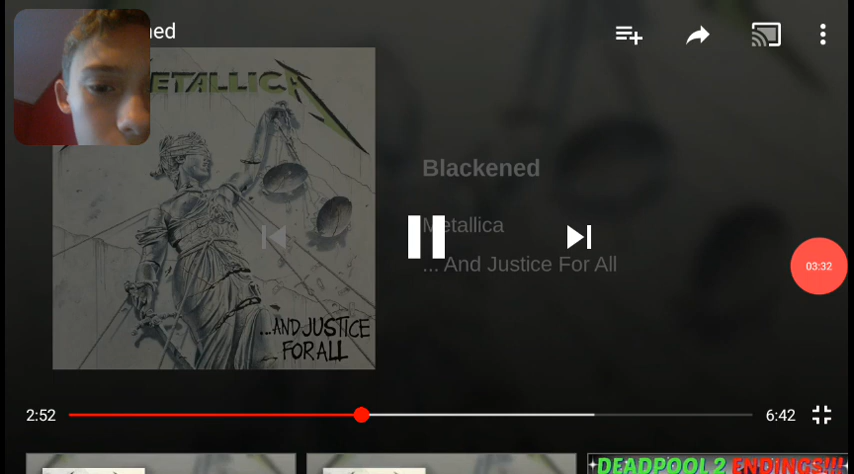 ned
METALLICA
Blackened
Metallica
... And Justice For All
03:32
...AND JUSTICE
FOR ALL
2:52
6:42
DEADPOOL 2 ENDINGS!!!